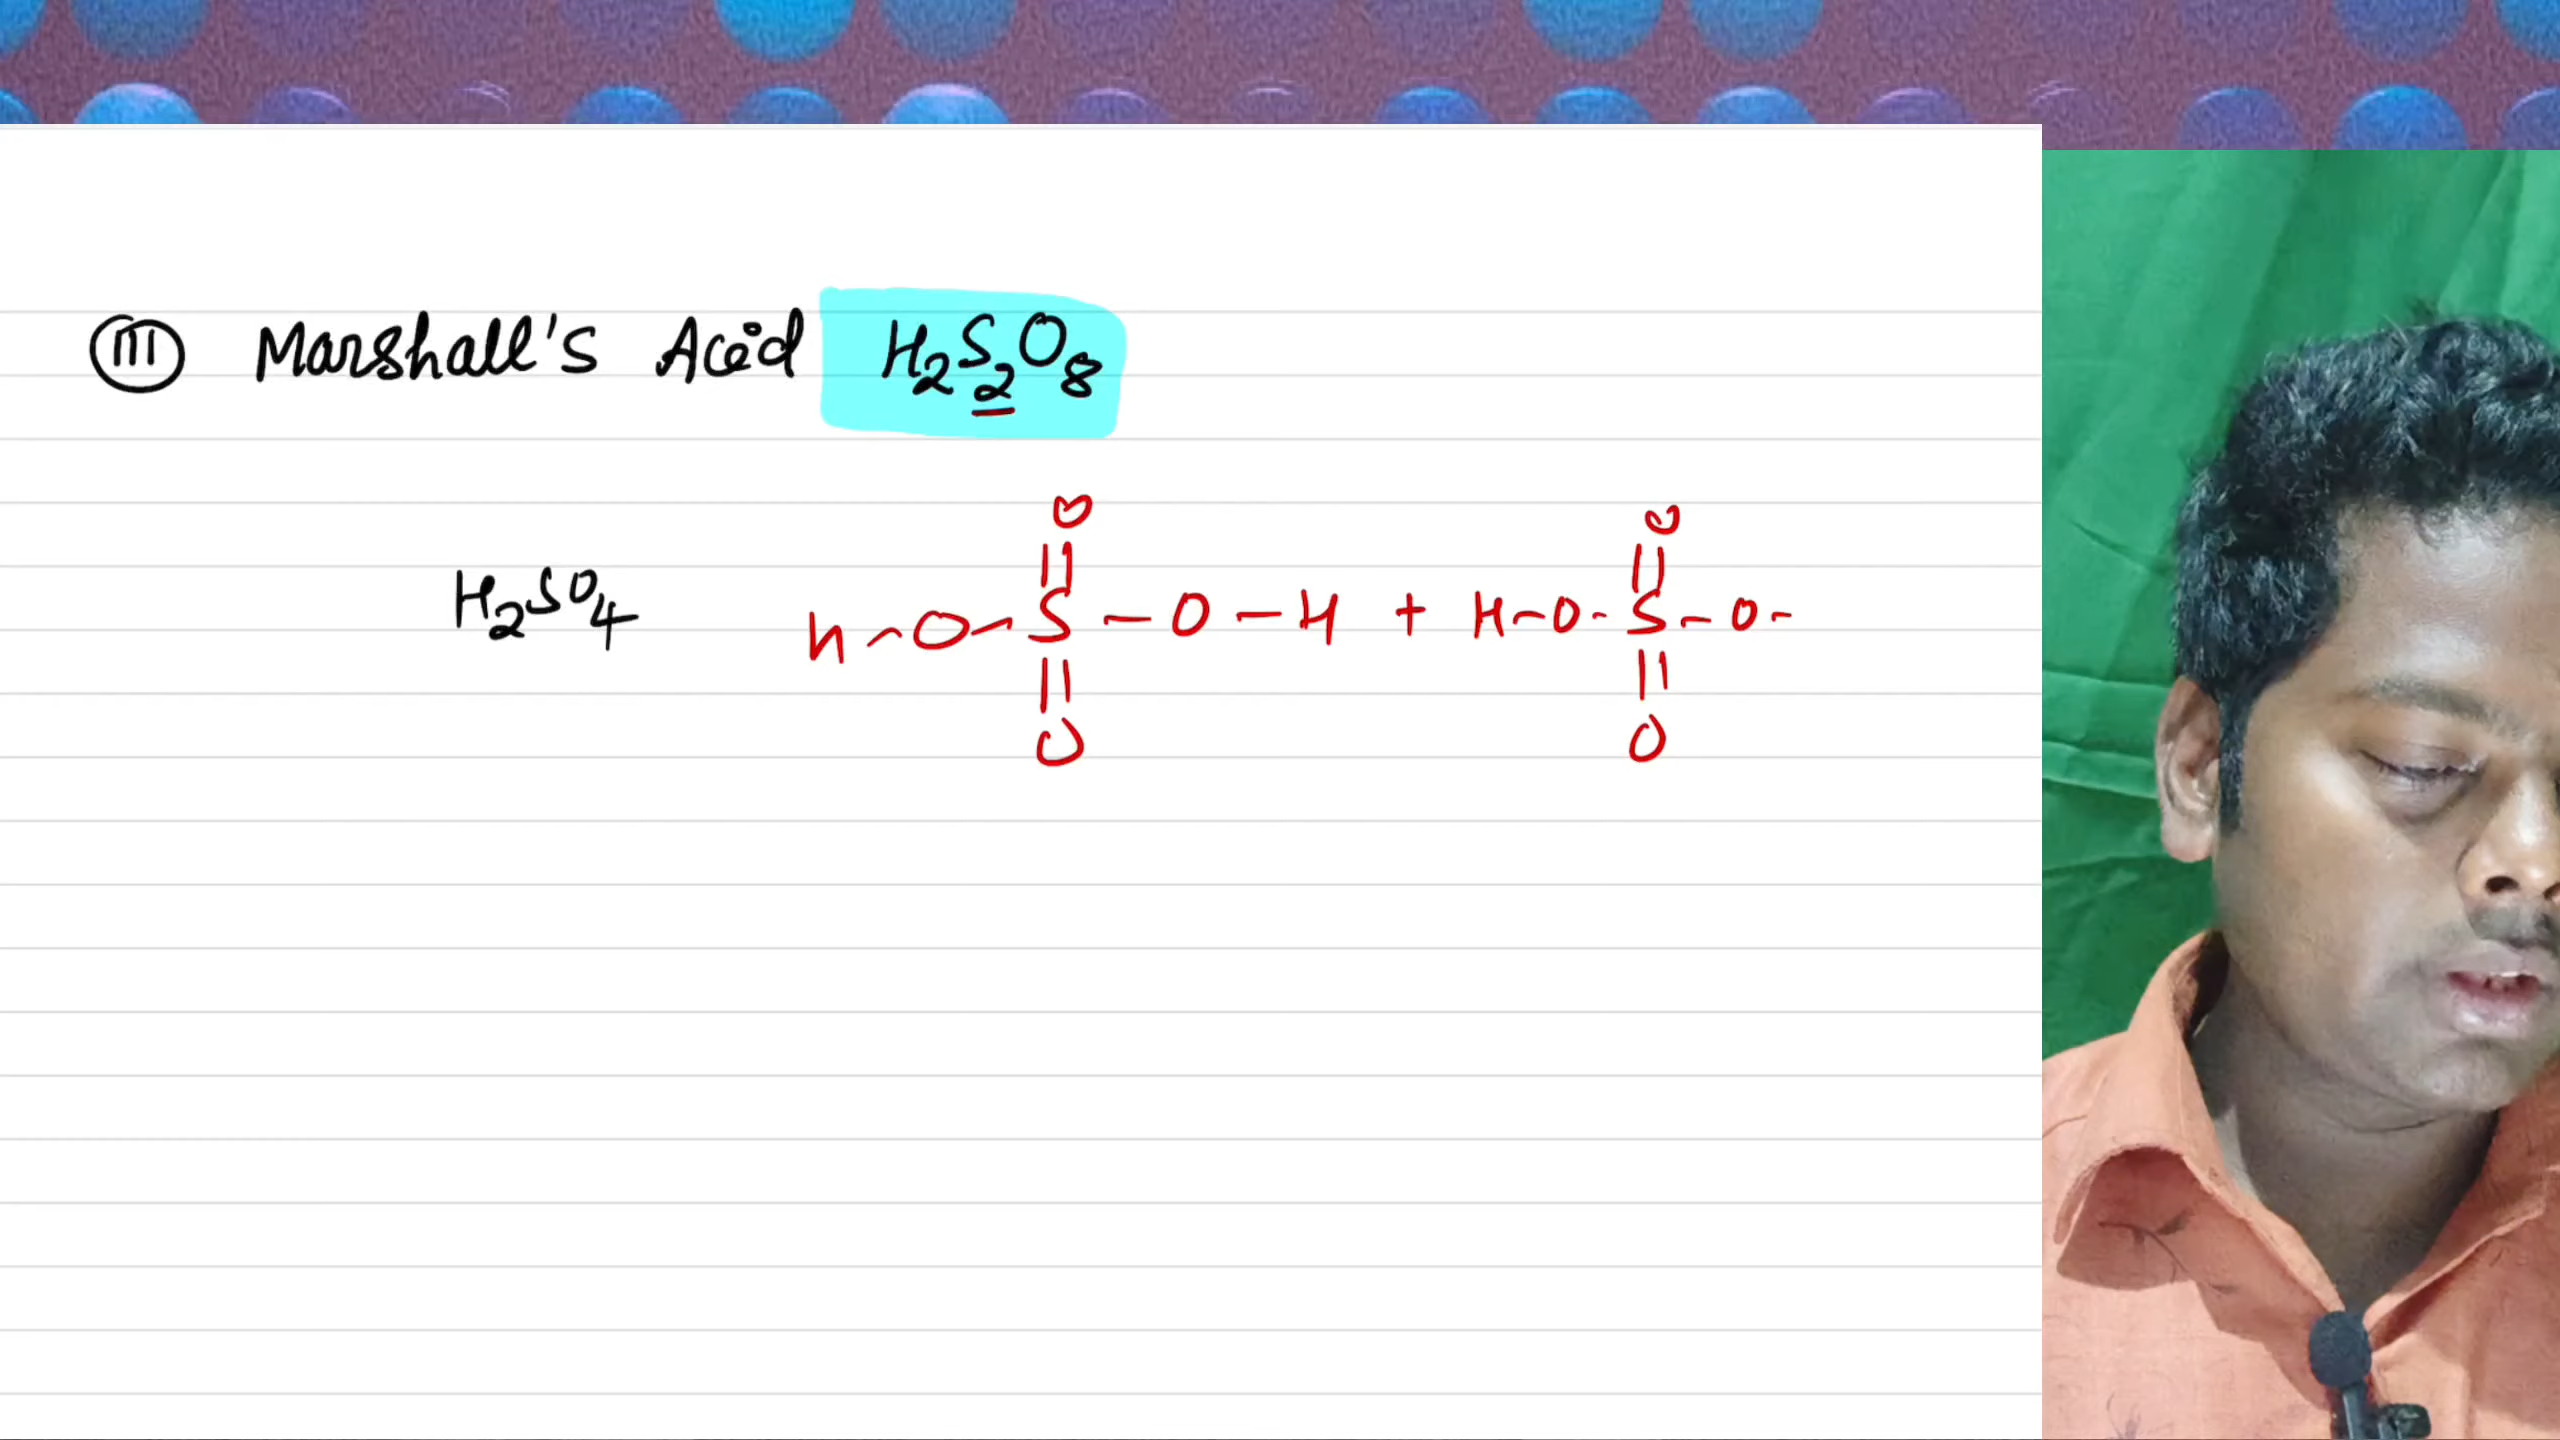 III Marshall's Acid H2S2O8
O O
H2SO4 H-O-S-O-H + H-O-S-O-
O O